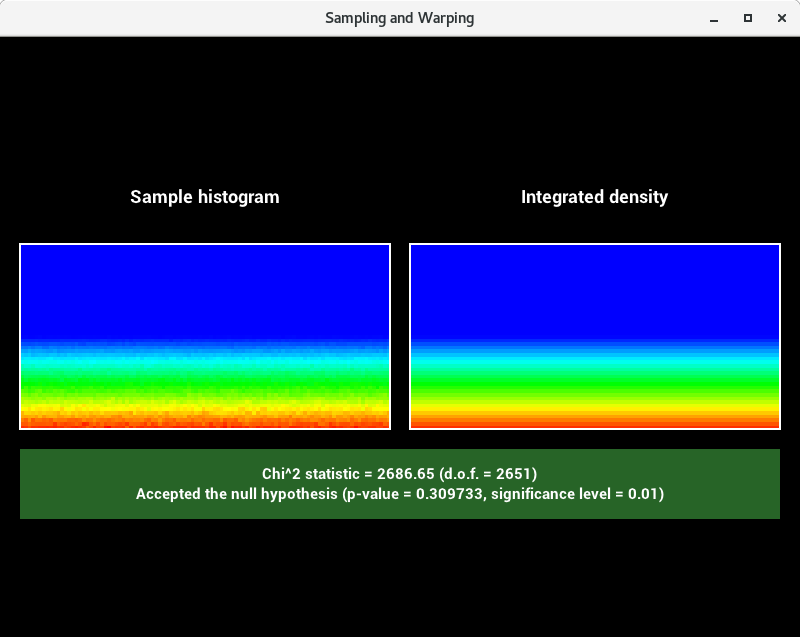 Sampling and Warping
Sample histogram
Integrated density
Chi^2 statistic = 2686.65 (d.o.f. = 2651)
Accepted the null hypothesis (p-value = 0.309733, significance level = 0.01)